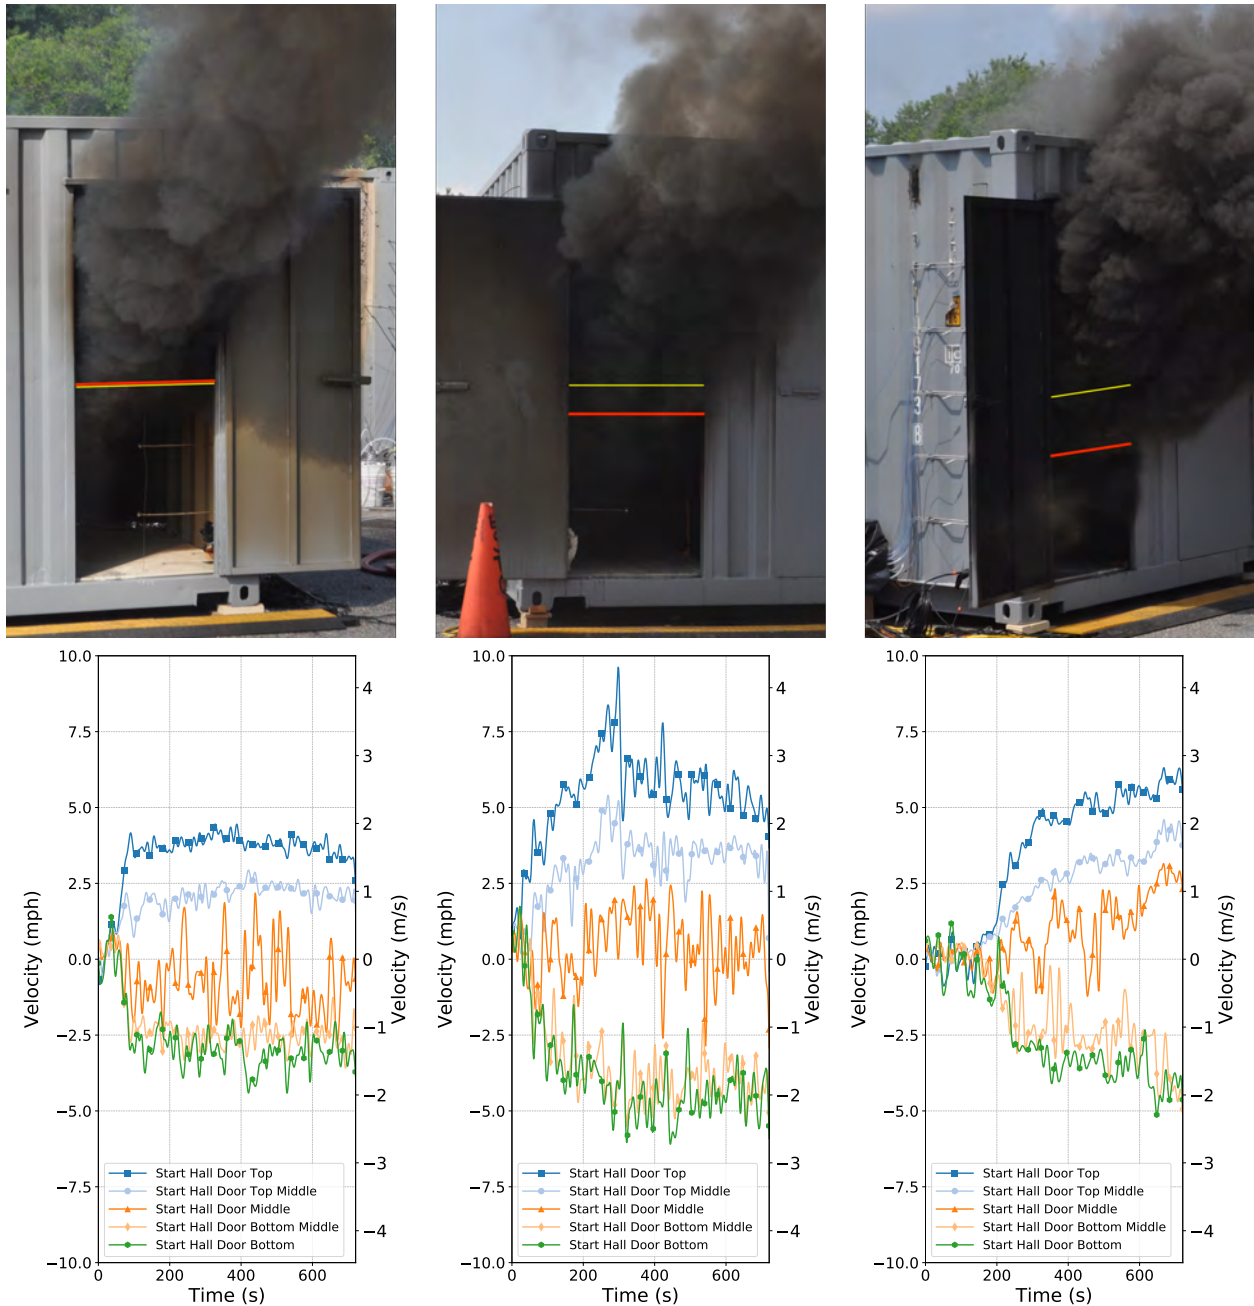 1738
10.0
7.5
5.0
2.5
0.0
−2.5
−5.0
−7.5
−10.0
Velocity (mph)
4
3
2
1
0
−1
−2
−3
−4
Velocity (m/s)
Start Hall Door Top
Start Hall Door Top Middle
Start Hall Door Middle
Start Hall Door Bottom Middle
Start Hall Door Bottom
0 200 400 600
Time (s)
10.0
7.5
5.0
2.5
0.0
−2.5
−5.0
−7.5
−10.0
Velocity (mph)
4
3
2
1
0
−1
−2
−3
−4
Velocity (m/s)
Start Hall Door Top
Start Hall Door Top Middle
Start Hall Door Middle
Start Hall Door Bottom Middle
Start Hall Door Bottom
0 200 400 600
Time (s)
10.0
7.5
5.0
2.5
0.0
−2.5
−5.0
−7.5
−10.0
Velocity (mph)
4
3
2
1
0
−1
−2
−3
−4
Velocity (m/s)
Start Hall Door Top
Start Hall Door Top Middle
Start Hall Door Middle
Start Hall Door Bottom Middle
Start Hall Door Bottom
0 200 400 600
Time (s)